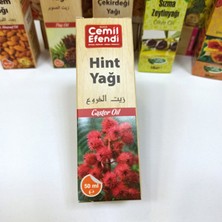 Cemil
Efendi
Hint
Yağı
زيت الخروع
Castor Oil
50 ml
Çekirdeği
Yağı
Sızma
Zeytinyağı